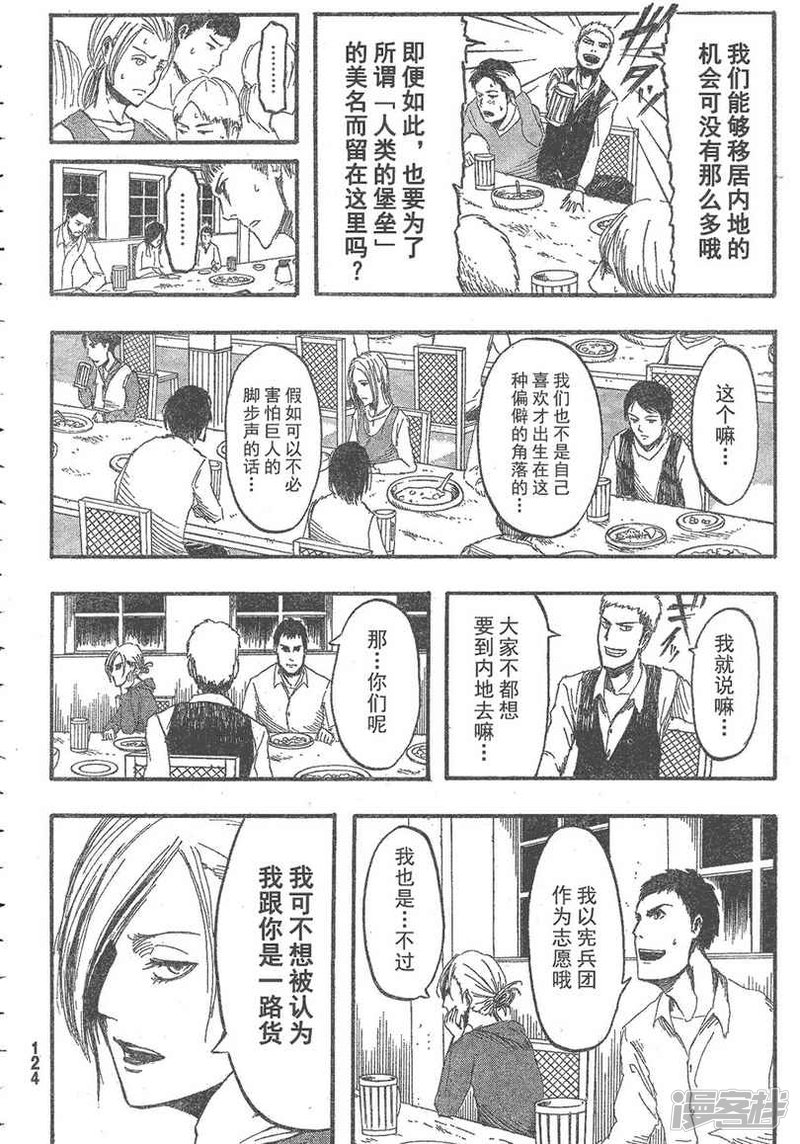 我们能够移居内地的
机会可没有那么多哦
即便如此，也要为了
所谓「人类的堡垒」
的美名而留在这里吗？
………
………
这个嘛…
我们也不是自己
喜欢才出生在这
种偏僻的角落的…
假如可以不必
害怕巨人的
脚步声的话…
我就说嘛…
大家不都想
要到内地去嘛…
那…你们呢
我以宪兵团
作为志愿哦
我也是…不过
我可不想被认为
我跟你是一路货
124
漫客栈